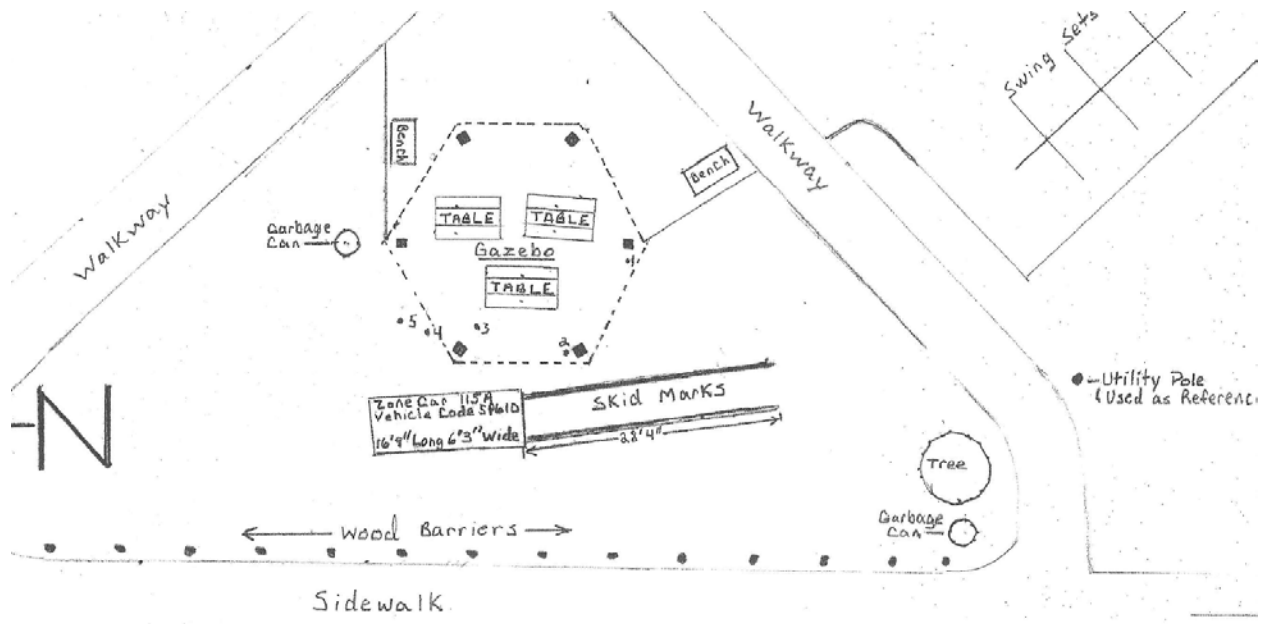 Swing Sets
Walkway
Bench
Bench
Walkway
Garbage
Can
TABLE
TABLE
Gazebo
1
TABLE
5
4
3
2
Utility Pole
(Used as Referenc
Zone Car 115A
Vehicle Code
16'9" Long 6'3" Wide
Skid Marks
28'4"
N
Tree
Garbage
Can
Wood Barriers
Sidewalk